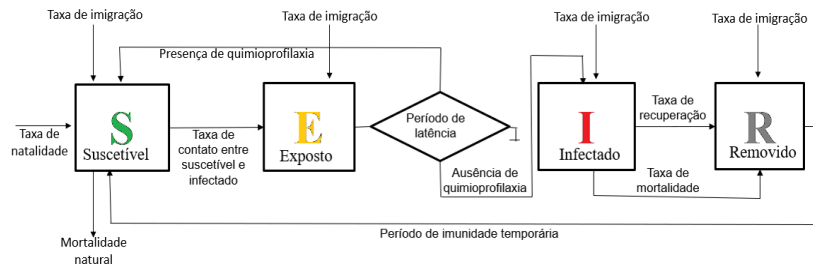 Taxa de imigração
Taxa de imigração
Taxa de imigração
Taxa de imigração
Presença de quimioprofilaxia
Taxa de
natalidade
S
Suscetível
Taxa de
contato entre
suscetível e
infectado
E
Exposto
Período de
latência
Ausência de
quimioprofilaxia
I
Infectado
Taxa de
recuperação
Taxa de
mortalidade
R
Removido
Mortalidade
natural
Período de imunidade temporária